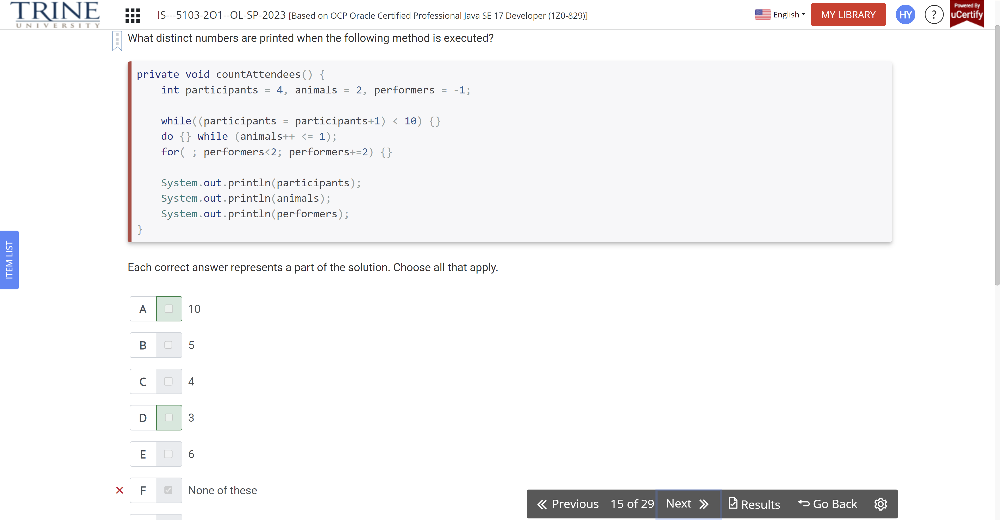 TRINE
UNIVERSITY
IS---5103-2O1--OL-SP-2023 [Based on OCP Oracle Certified Professional Java SE 17 Developer (1Z0-829)]
English
MY LIBRARY
HY
?
Powered By
uCertify
What distinct numbers are printed when the following method is executed?
private void countAttendees() {
    int participants = 4, animals = 2, performers = -1;
    while((participants = participants+1) < 10) {}
    do {} while (animals++ <= 1);
    for( ; performers<2; performers+=2) {}
    System.out.println(participants);
    System.out.println(animals);
    System.out.println(performers);
}
ITEM LIST
Each correct answer represents a part of the solution. Choose all that apply.
A 10
B 5
C 4
D 3
E 6
F None of these
Previous 15 of 29 Next Results Go Back